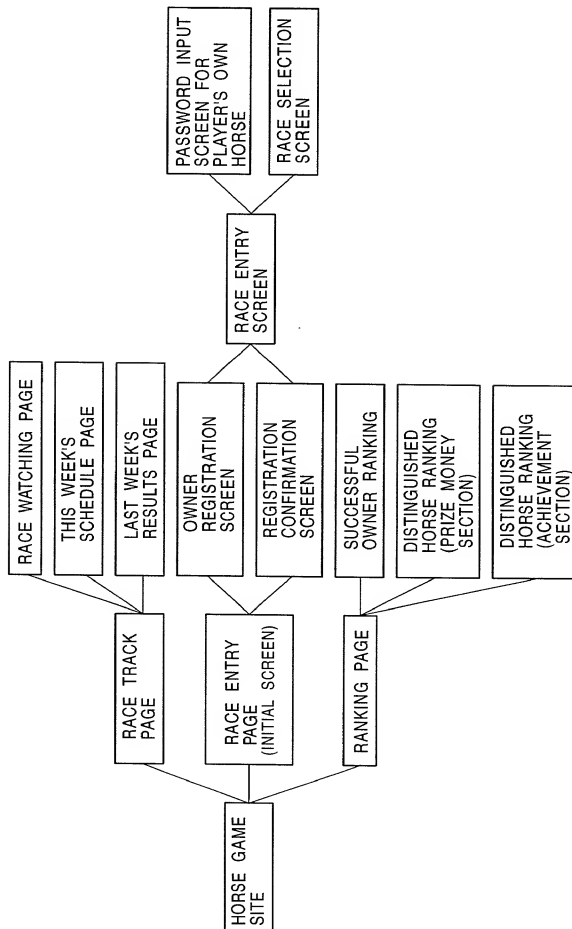 HORSE GAME
SITE
RACE TRACK
PAGE
RACE ENTRY
PAGE
(INITIAL SCREEN)
RANKING PAGE
RACE WATCHING PAGE
THIS WEEK'S
SCHEDULE PAGE
LAST WEEK'S
RESULTS PAGE
OWNER
REGISTRATION
SCREEN
REGISTRATION
CONFIRMATION
SCREEN
SUCCESSFUL
OWNER RANKING
DISTINGUISHED
HORSE RANKING
(PRIZE MONEY
SECTION)
DISTINGUISHED
HORSE RANKING
(ACHIEVEMENT
SECTION)
RACE ENTRY
SCREEN
PASSWORD INPUT
SCREEN FOR
PLAYER'S OWN
HORSE
RACE SELECTION
SCREEN